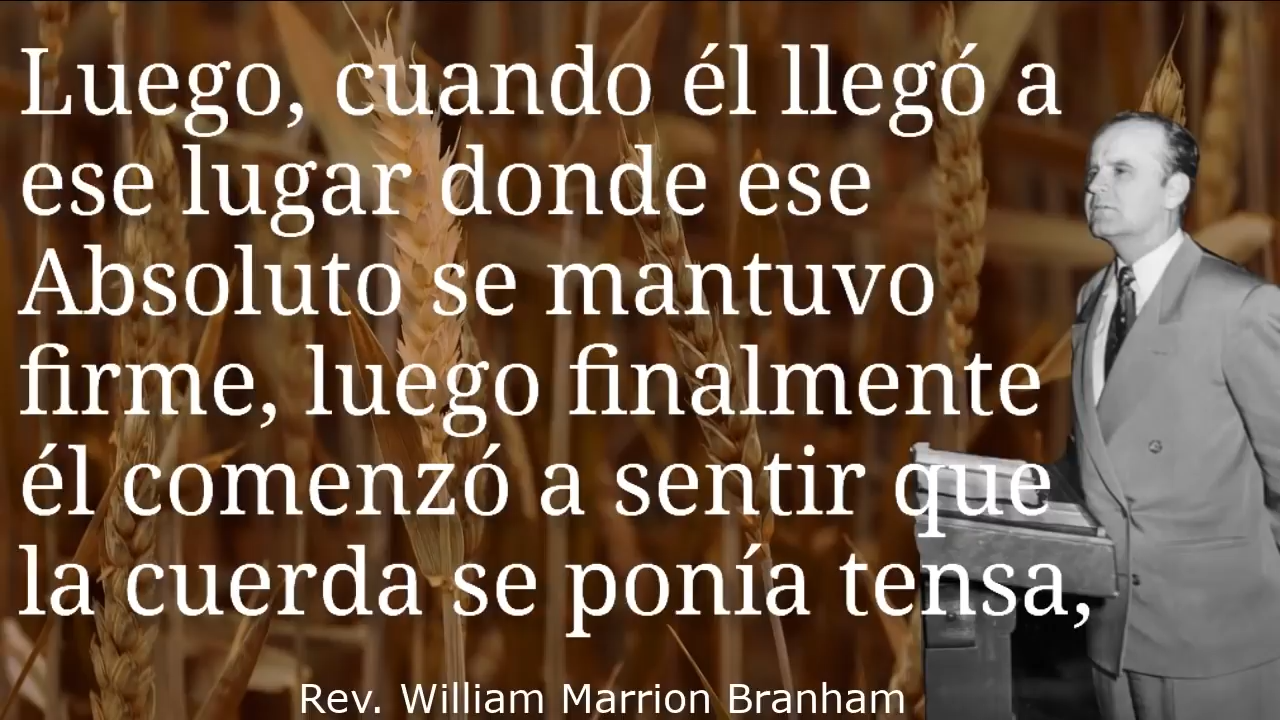 Luego, cuando él llegó a
ese lugar donde ese
Absoluto se mantuvo
firme, luego finalmente
él comenzó a sentir que
la cuerda se ponía tensa,
Rev. William Marrion Branham